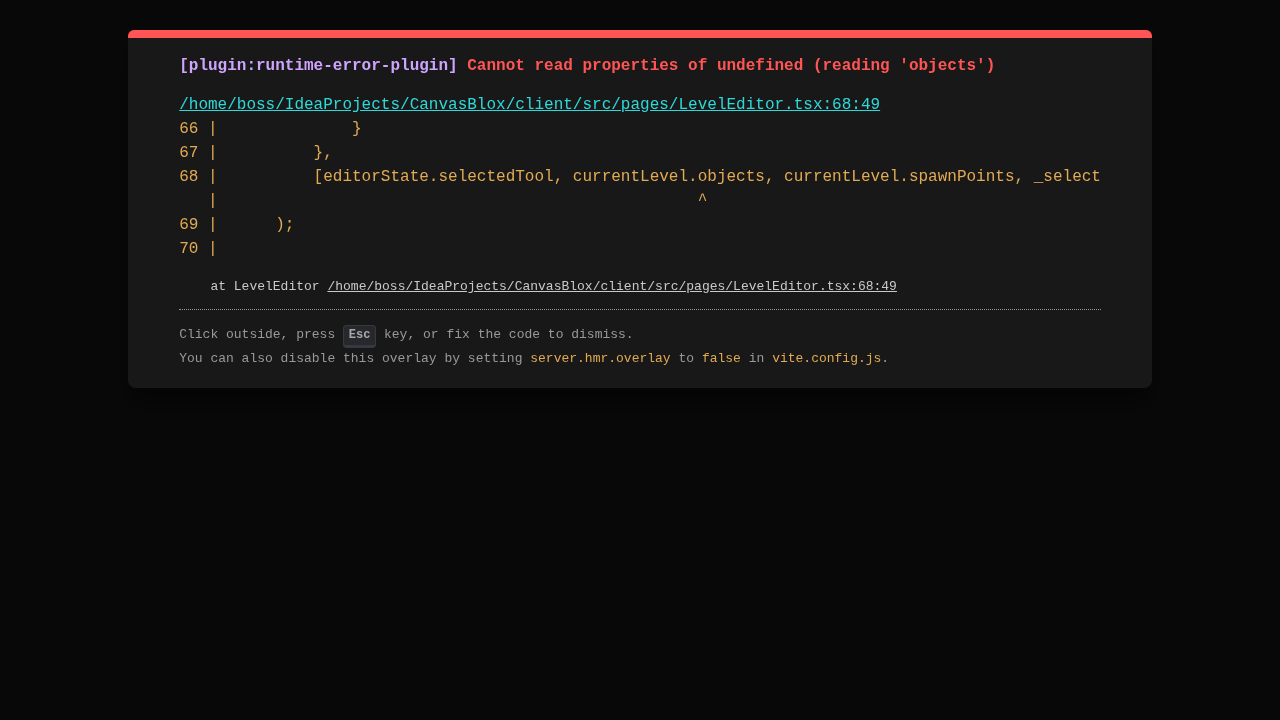 [plugin:runtime-error-plugin] Cannot read properties of undefined (reading 'objects')
/home/boss/IdeaProjects/CanvasBlox/client/src/pages/LevelEditor.tsx:68:49
66 |              }
67 |          },
68 |          [editorState.selectedTool, currentLevel.objects, currentLevel.spawnPoints, _select
   |                                                  ^
69 |      );
70 |
at LevelEditor /home/boss/IdeaProjects/CanvasBlox/client/src/pages/LevelEditor.tsx:68:49
Click outside, press Esc key, or fix the code to dismiss.
You can also disable this overlay by setting server.hmr.overlay to false in vite.config.js.